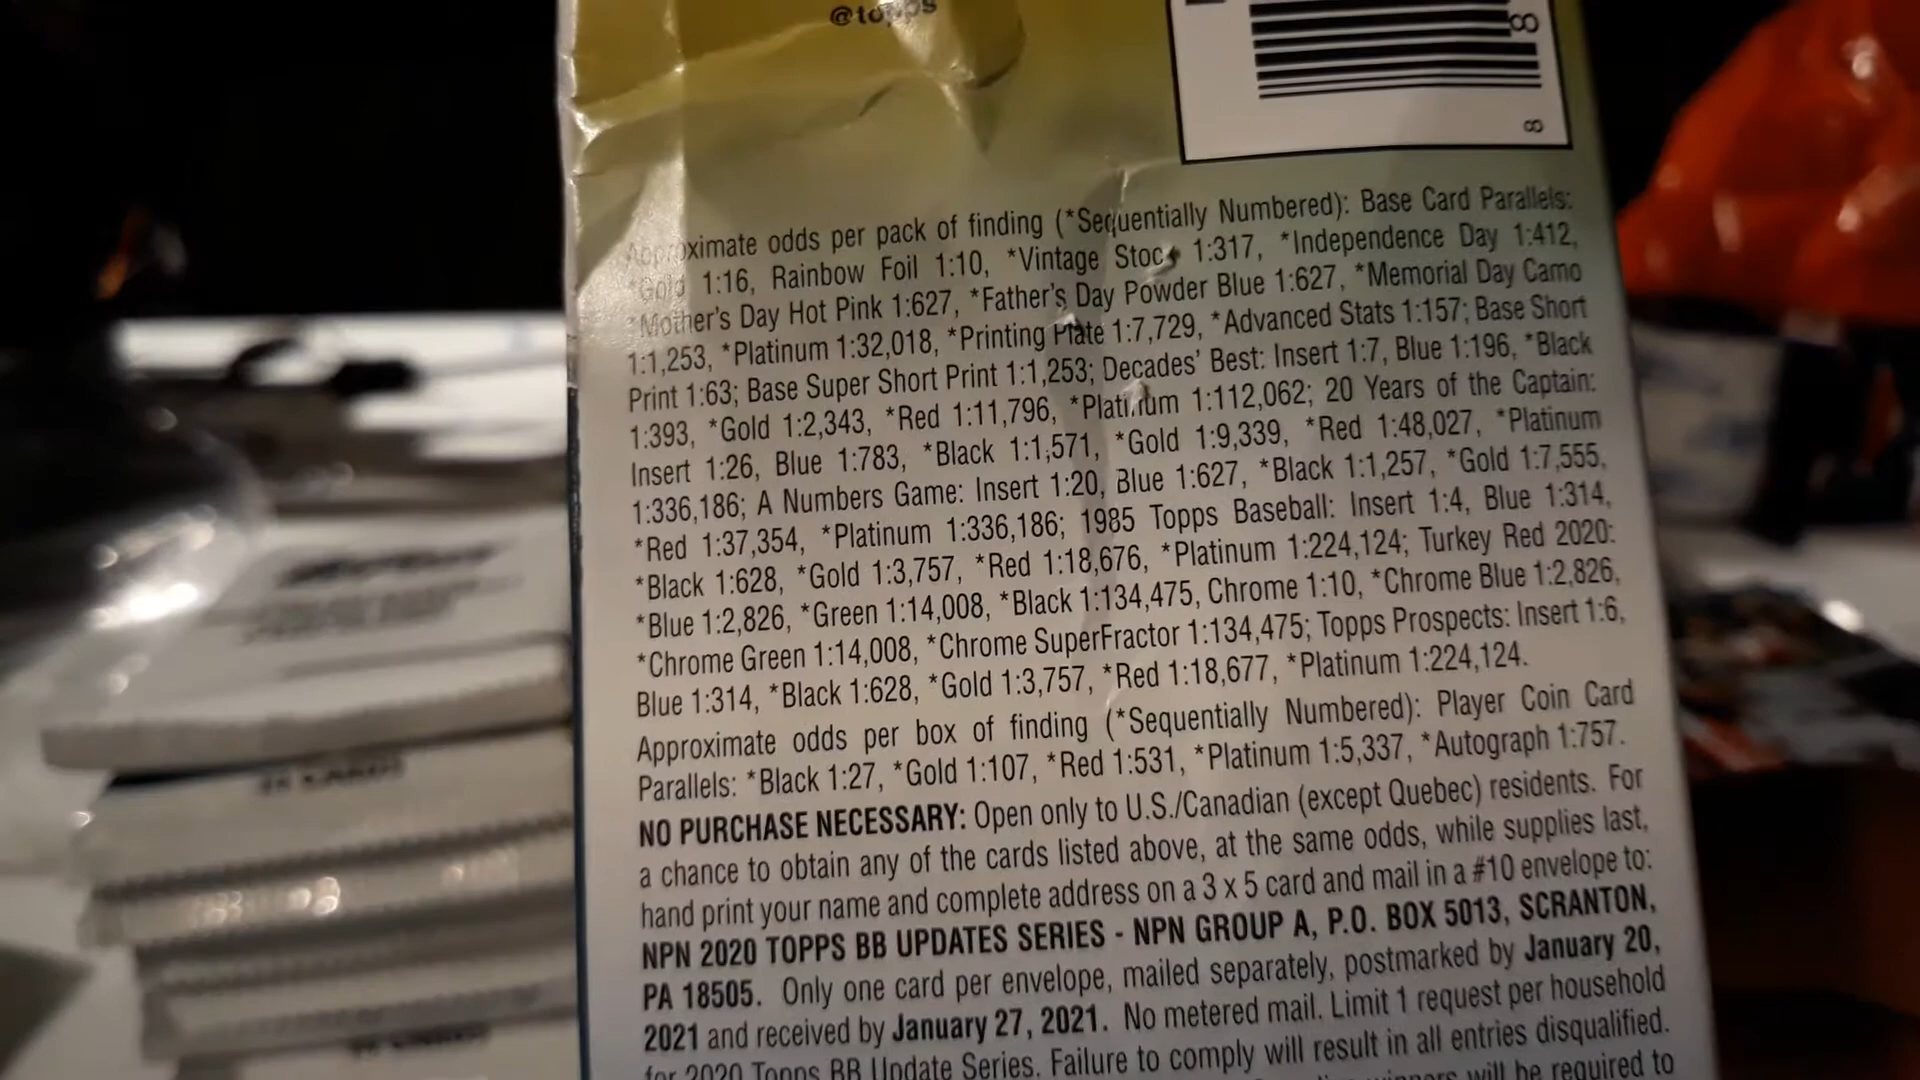 @topps
8
8
Approximate odds per pack of finding (*Sequentially Numbered): Base Card Parallels:
*Gold 1:16, Rainbow Foil 1:10, *Vintage Stock 1:317, *Independence Day 1:412,
*Mother's Day Hot Pink 1:627, *Father's Day Powder Blue 1:627, *Memorial Day Camo
1:1,253, *Platinum 1:32,018, *Printing Plate 1:7,729, *Advanced Stats 1:157; Base Short
Print 1:63; Base Super Short Print 1:1,253; Decades' Best: Insert 1:7, Blue 1:196, *Black
1:393, *Gold 1:2,343, *Red 1:11,796, *Platinum 1:112,062; 20 Years of the Captain:
Insert 1:26, Blue 1:783, *Black 1:1,571, *Gold 1:9,339, *Red 1:48,027, *Platinum
1:336,186; A Numbers Game: Insert 1:20, Blue 1:627, *Black 1:1,257, *Gold 1:7,555,
*Red 1:37,354, *Platinum 1:336,186; 1985 Topps Baseball: Insert 1:4, Blue 1:314,
*Black 1:628, *Gold 1:3,757, *Red 1:18,676, *Platinum 1:224,124; Turkey Red 2020:
*Blue 1:2,826, *Green 1:14,008, *Black 1:134,475, Chrome 1:10, *Chrome Blue 1:2,826,
*Chrome Green 1:14,008, *Chrome SuperFractor 1:134,475; Topps Prospects: Insert 1:6,
Blue 1:314, *Black 1:628, *Gold 1:3,757, *Red 1:18,677, *Platinum 1:224,124.
Approximate odds per box of finding (*Sequentially Numbered): Player Coin Card
Parallels: *Black 1:27, *Gold 1:107, *Red 1:531, *Platinum 1:5,337, *Autograph 1:757.
NO PURCHASE NECESSARY: Open only to U.S./Canadian (except Quebec) residents. For
a chance to obtain any of the cards listed above, at the same odds, while supplies last,
hand print your name and complete address on a 3 x 5 card and mail in a #10 envelope to:
NPN 2020 TOPPS BB UPDATES SERIES - NPN GROUP A, P.O. BOX 5013, SCRANTON,
PA 18505. Only one card per envelope, mailed separately, postmarked by January 20,
2021 and received by January 27, 2021. No metered mail. Limit 1 request per household
for 2020 Topps BB Update Series. Failure to comply will result in all entries disqualified.
winners will be required to